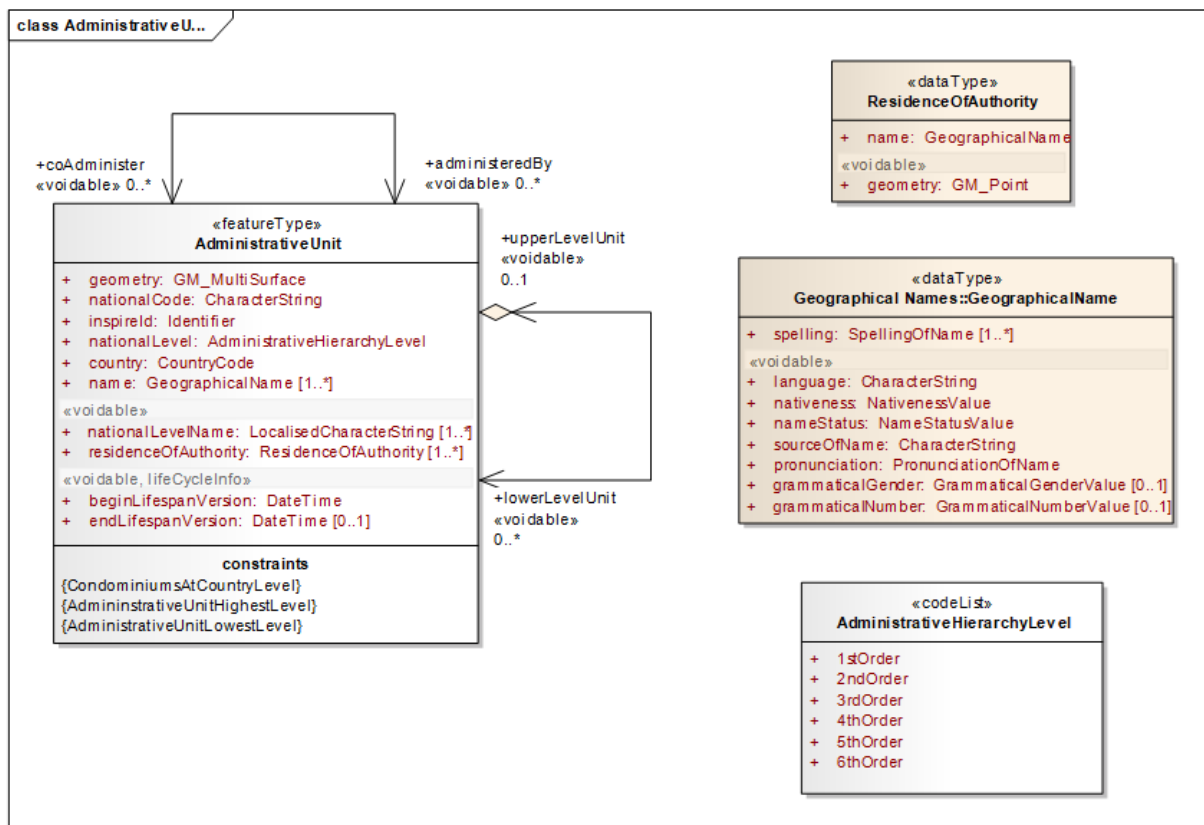 class AdministrativeU...
+coAdminister
«voidable» 0..*
+administeredBy
«voidable» 0..*
«featureType»
AdministrativeUnit
+ geometry: GM_MultiSurface
+ nationalCode: CharacterString
+ inspireId: Identifier
+ nationalLevel: AdministrativeHierarchyLevel
+ country: CountryCode
+ name: GeographicalName [1..*]
«voidable»
+ nationalLevelName: LocalisedCharacterString [1..*]
+ residenceOfAuthority: ResidenceOfAuthority [1..*]
«voidable, lifeCycleInfo»
+ beginLifespanVersion: DateTime
+ endLifespanVersion: DateTime [0..1]
constraints
{CondominiumsAtCountryLevel}
{AdmininstrativeUnitHighestLevel}
{AdministrativeUnitLowestLevel}
+upperLevelUnit
«voidable»
0..1
+lowerLevelUnit
«voidable»
0..*
«dataType»
ResidenceOfAuthority
+ name: GeographicalName
«voidable»
+ geometry: GM_Point
«dataType»
Geographical Names::GeographicalName
+ spelling: SpellingOfName [1..*]
«voidable»
+ language: CharacterString
+ nativeness: NativenessValue
+ nameStatus: NameStatusValue
+ sourceOfName: CharacterString
+ pronunciation: PronunciationOfName
+ grammaticalGender: GrammaticalGenderValue [0..1]
+ grammaticalNumber: GrammaticalNumberValue [0..1]
«codeList»
AdministrativeHierarchyLevel
+ 1stOrder
+ 2ndOrder
+ 3rdOrder
+ 4thOrder
+ 5thOrder
+ 6thOrder